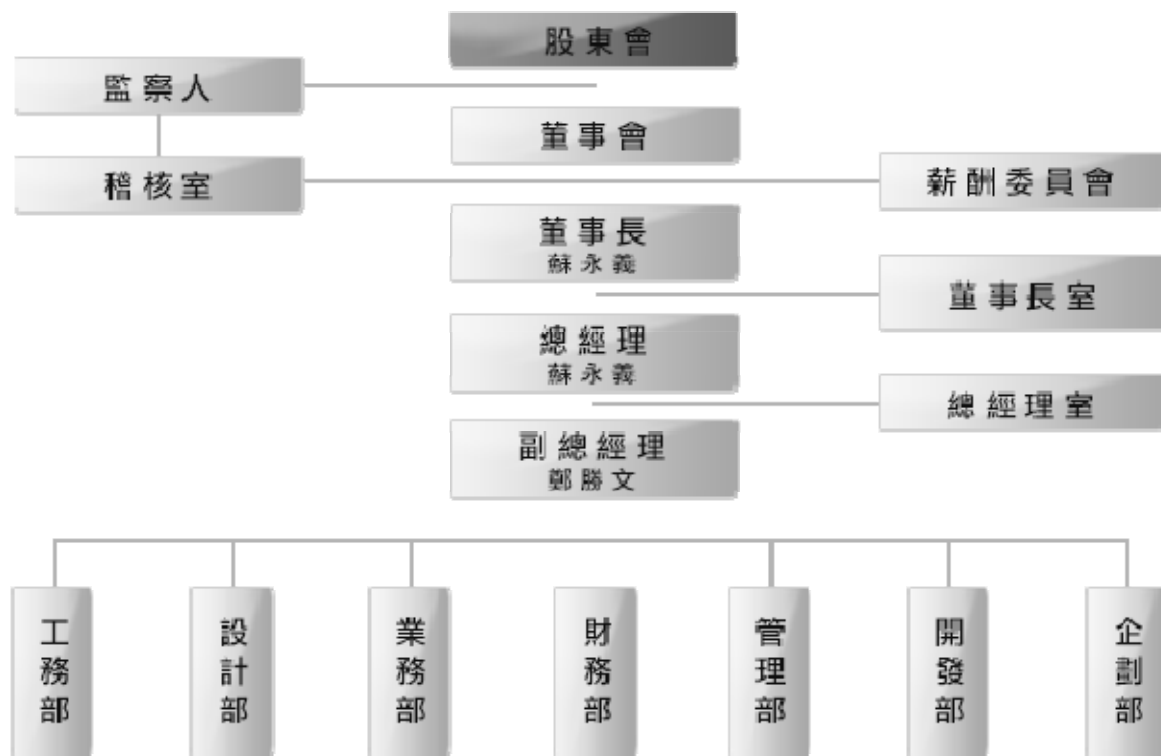 股東會
監察人
董事會
稽核室
薪酬委員會
董事長
蘇永義
董事長室
總經理
蘇永義
總經理室
副總經理
鄭勝文
工務部
設計部
業務部
財務部
管理部
開發部
企劃部